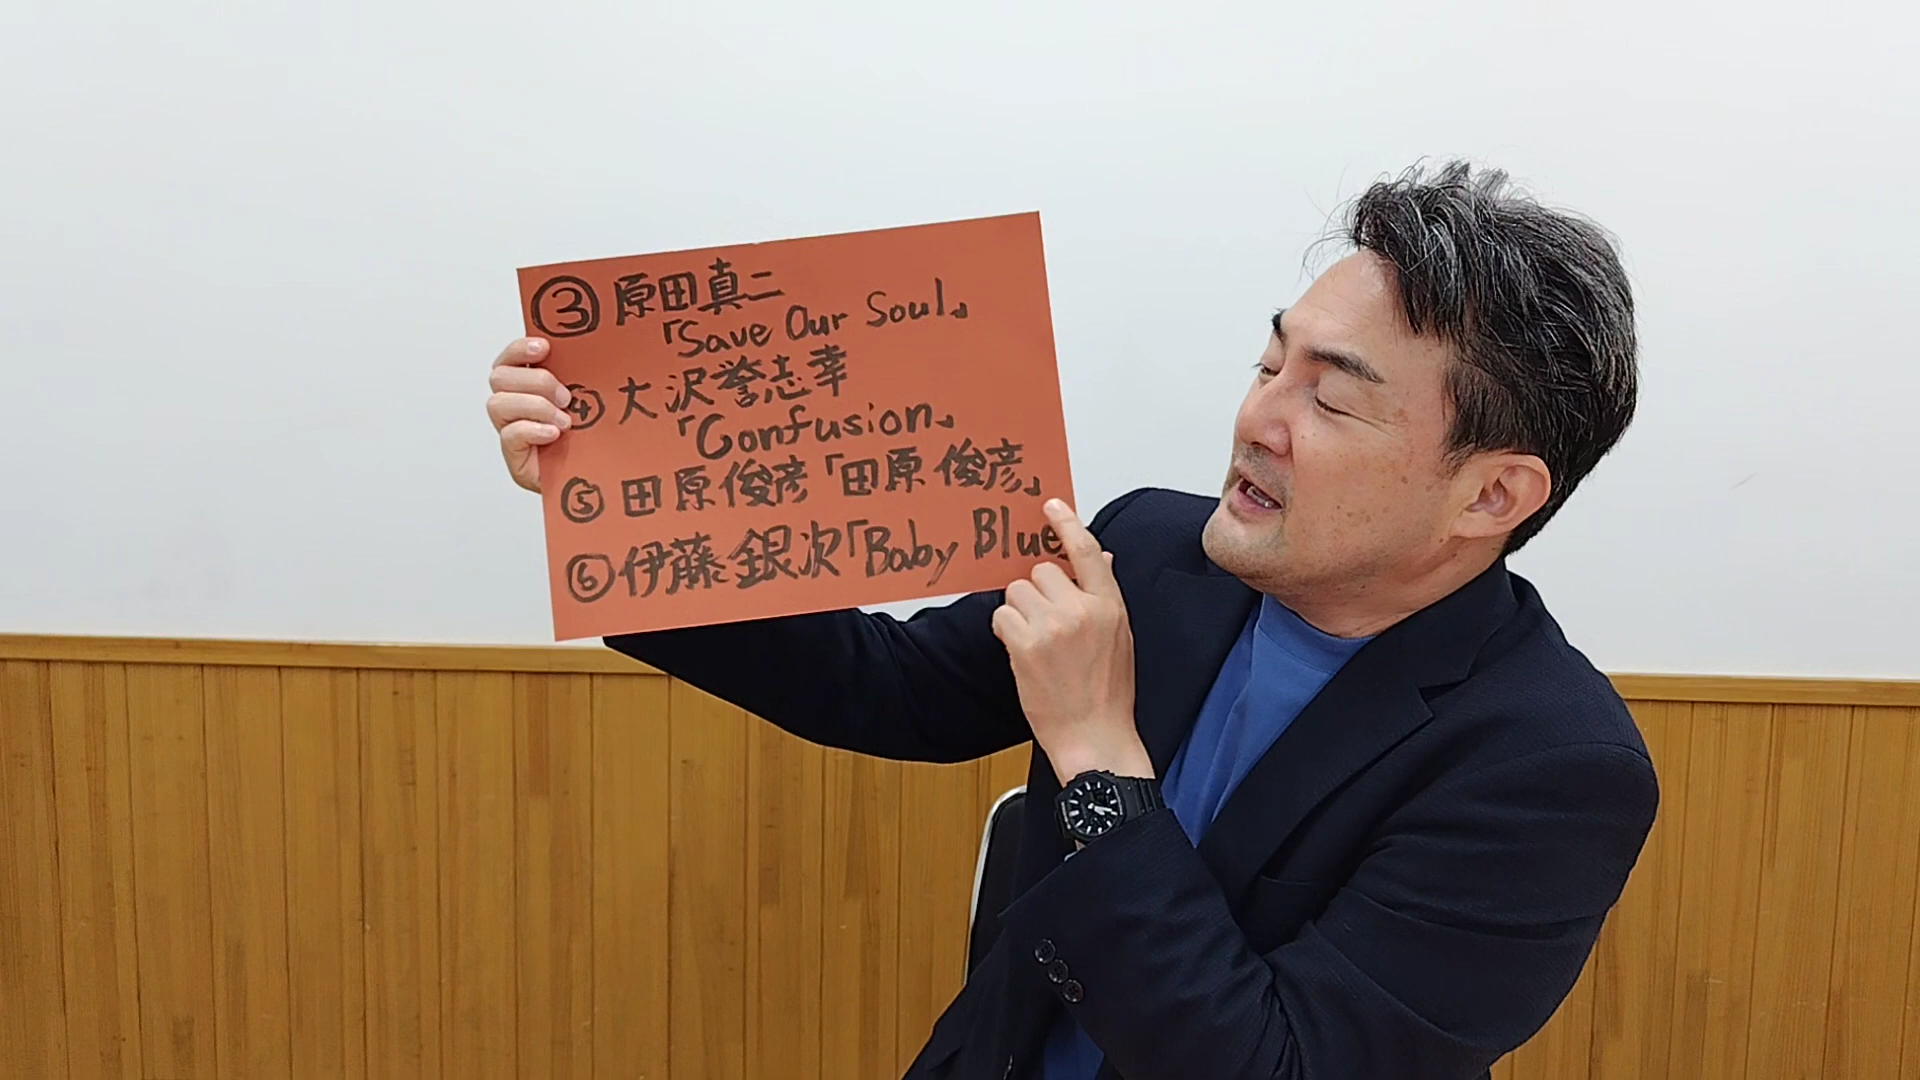 ③原田真二
「Save Our Soul」
④大沢誉志幸
「Confusion」
⑤田原俊彦「田原俊彦」
⑥伊藤銀次「Baby Blue」